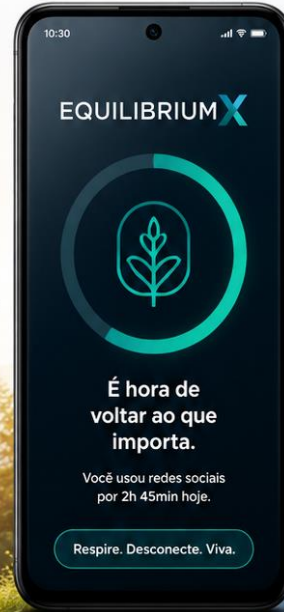 10:30
EQUILIBRIUMX
É hora de
voltar ao que
importa.
Você usou redes sociais
por 2h 45min hoje.
Respire. Desconecte. Viva.